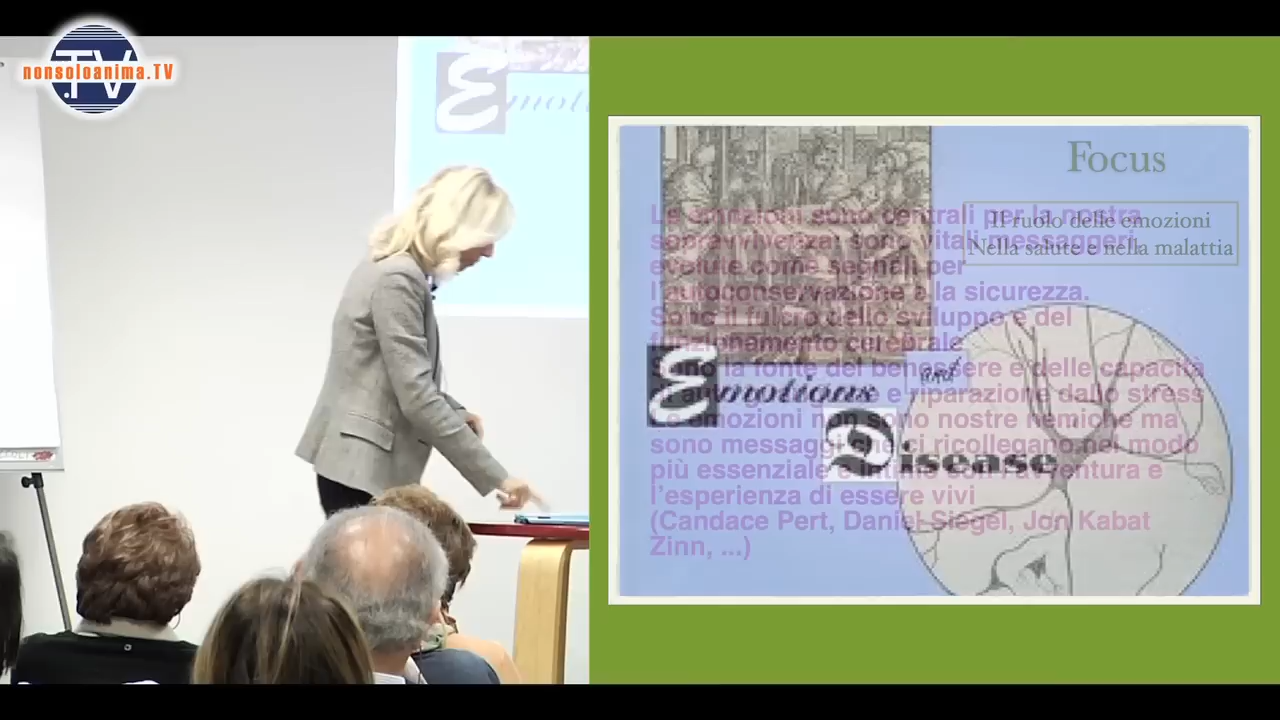 .TV
nonsoloanima.TV
Emoti
Focus
Il ruolo delle emozioni
Nella salute e nella malattia
Le emozioni sono centrali per la nostra
sopravvivenza: sono vitali messaggeri,
evolute come segnali per
l'autoconservazione e la sicurezza.
Sono il fulcro dello sviluppo e del
funzionamento cerebrale
Sono la fonte del benessere e delle capacità
e riparazione dallo stress
Le emozioni non sono nostre nemiche ma
sono messaggi che ci ricollegano nel modo
più essenziale e intimo con l'avventura e
l'esperienza di essere vivi
(Candace Pert, Daniel Siegel, Jon Kabat
Zinn, ...)
Emotions
and
Disease